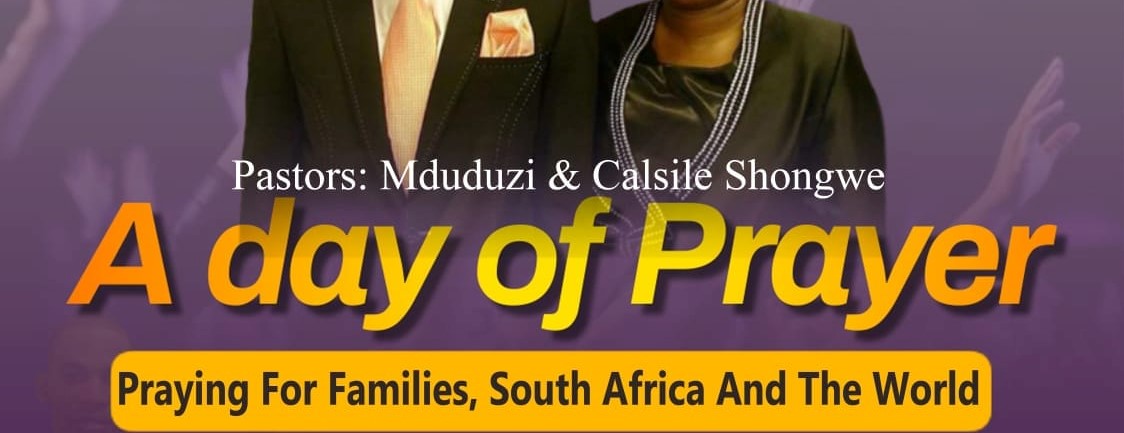 Pastors: Mduduzi & Calsile Shongwe
A day of Prayer
Praying For Families, South Africa And The World